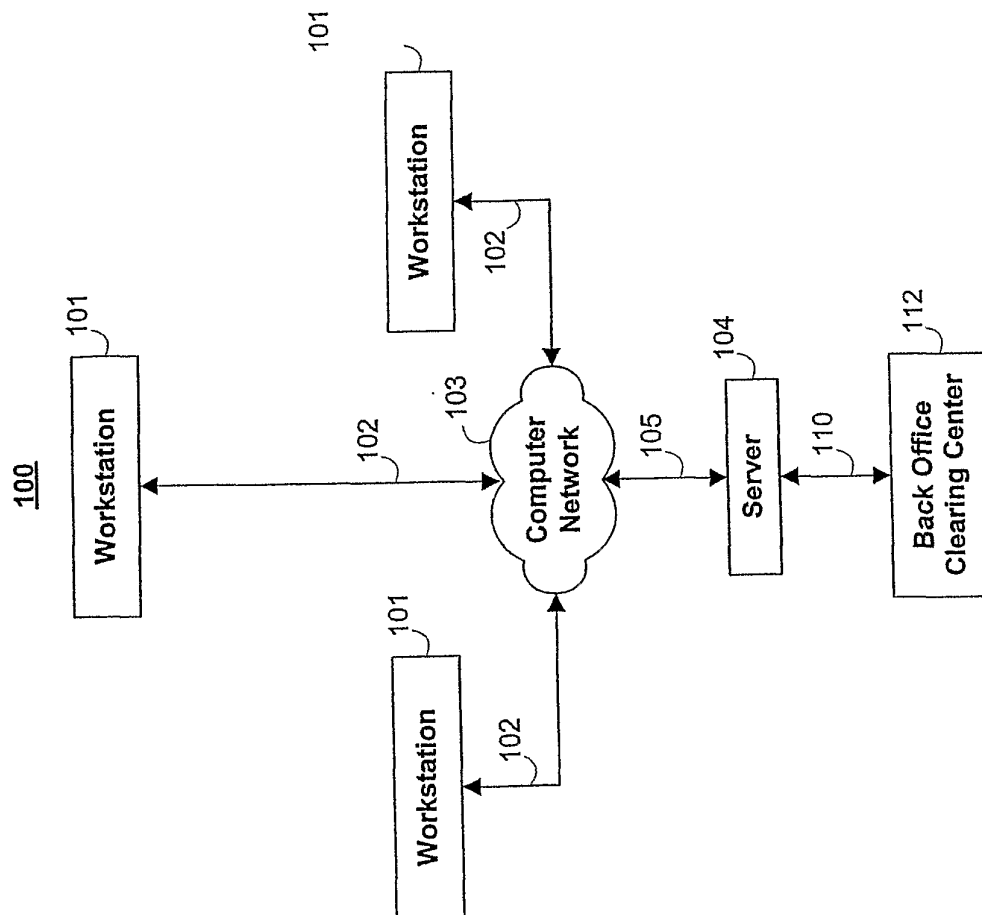 100
101
Workstation
102
101
Workstation
102
101
Workstation
102
103
Computer
Network
105
104
Server
110
112
Back Office
Clearing Center